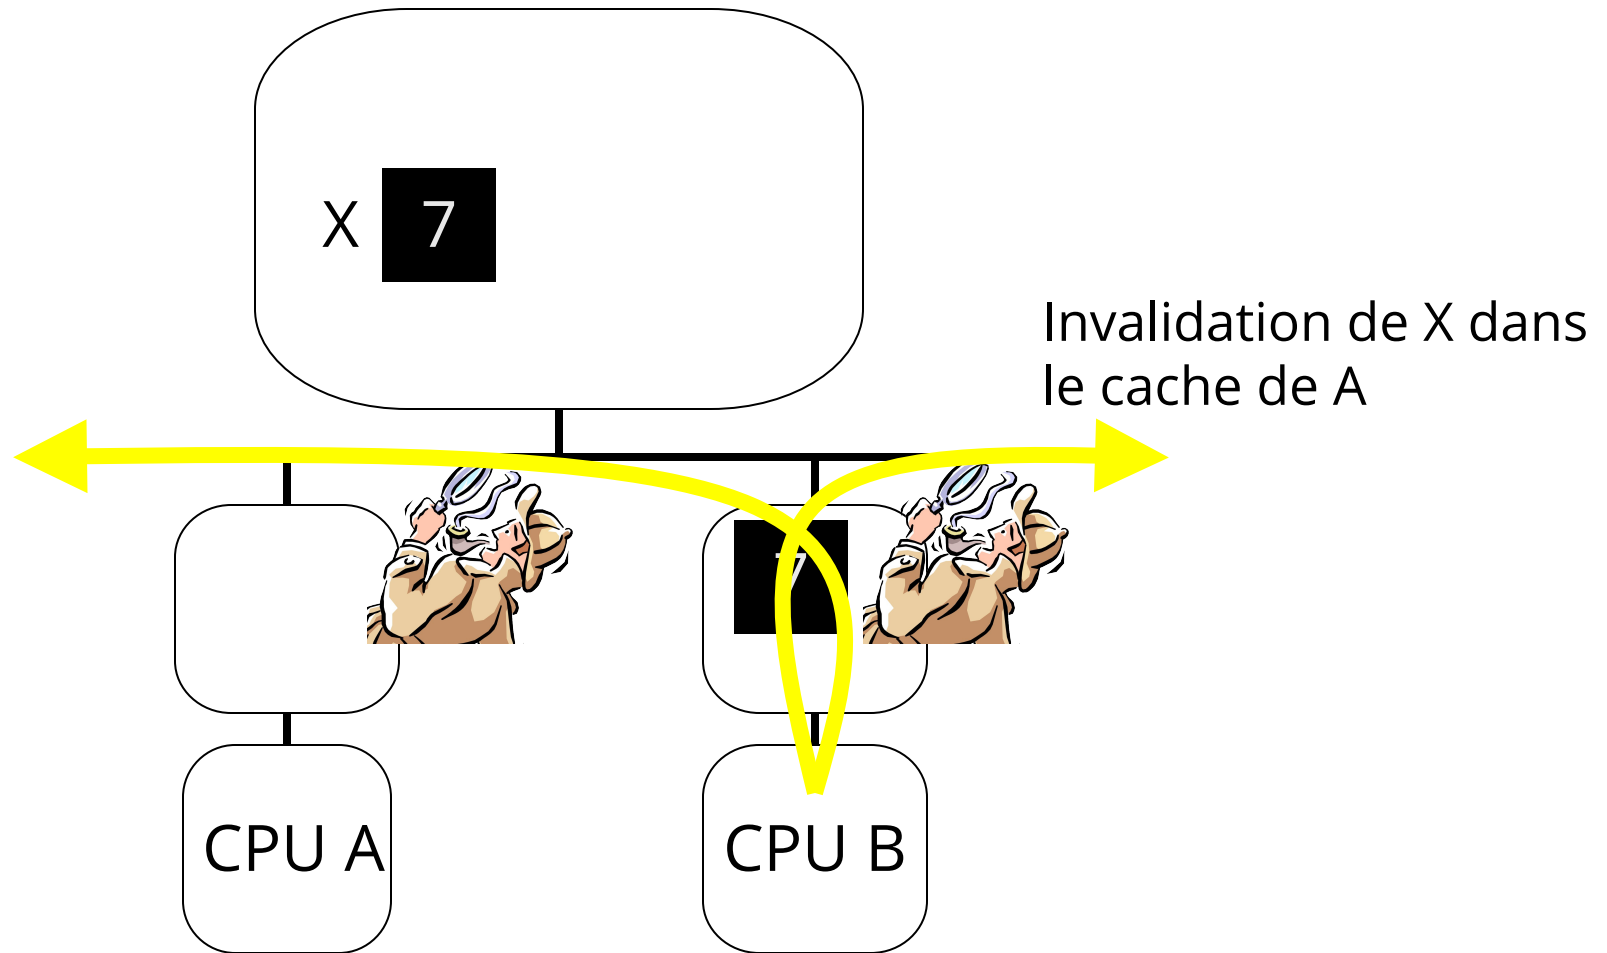 X 7
Invalidation de X dans
le cache de A
7
CPU A
CPU B